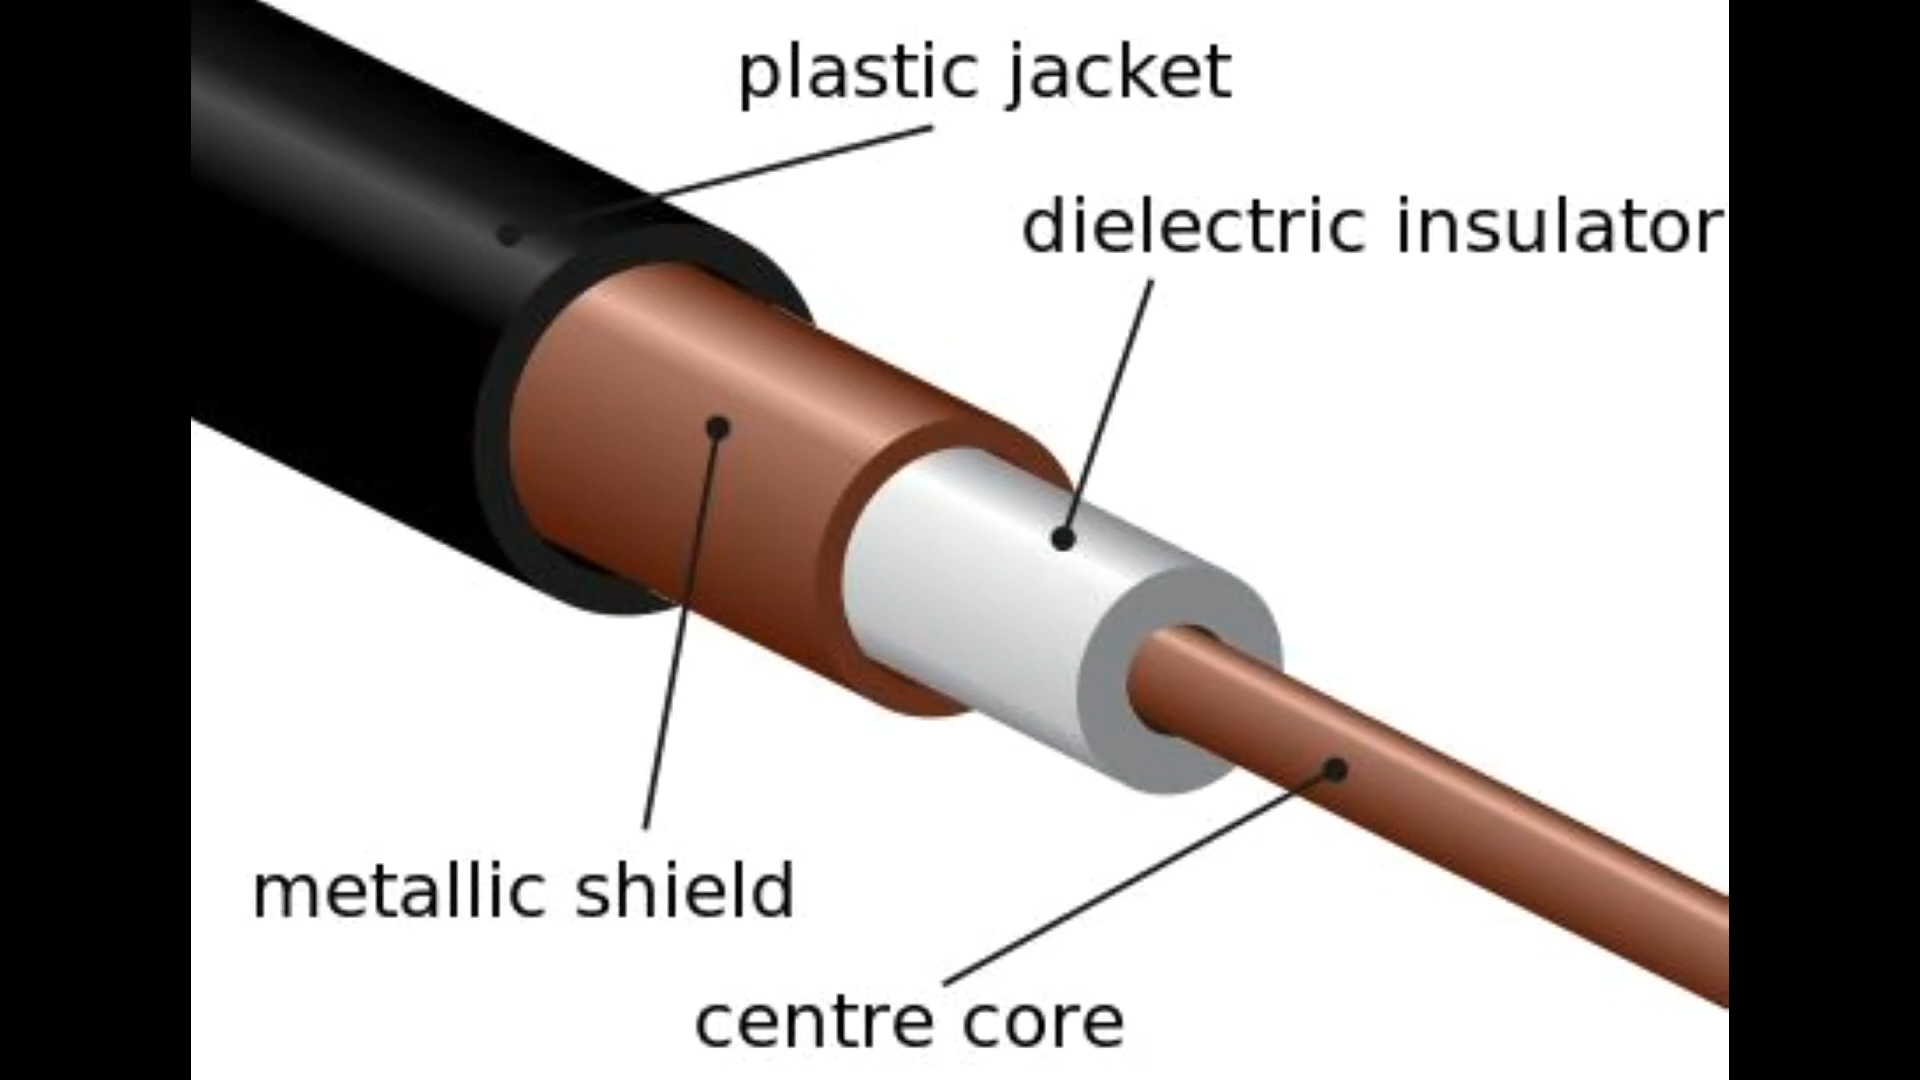 plastic jacket
dielectric insulator
metallic shield
centre core